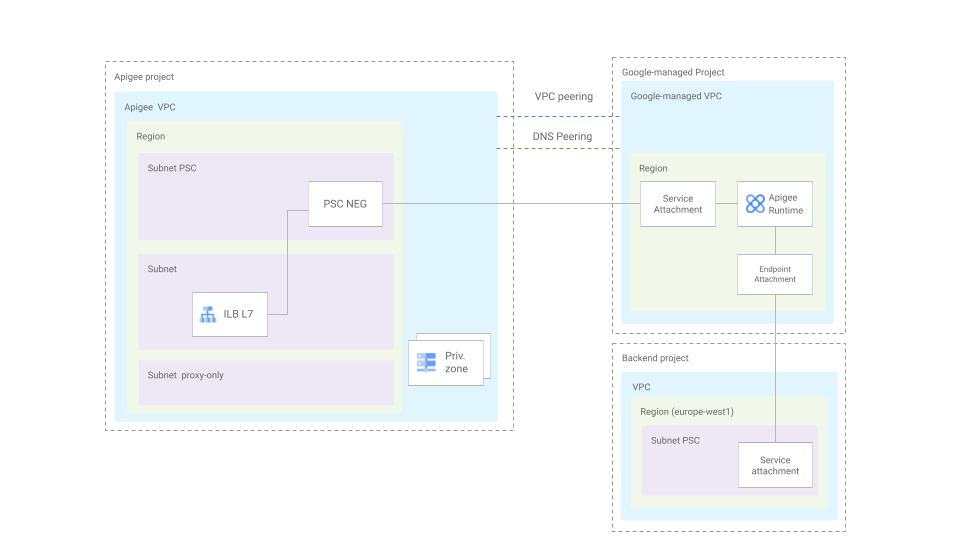 Apigee project
Apigee VPC
Region
Subnet PSC
PSC NEG
Subnet
ILB L7
Subnet proxy-only
Priv.
zone
VPC peering
DNS Peering
Google-managed Project
Google-managed VPC
Region
Service
Attachment
Apigee
Runtime
Endpoint
Attachment
Backend project
VPC
Region (europe-west1)
Subnet PSC
Service
attachment